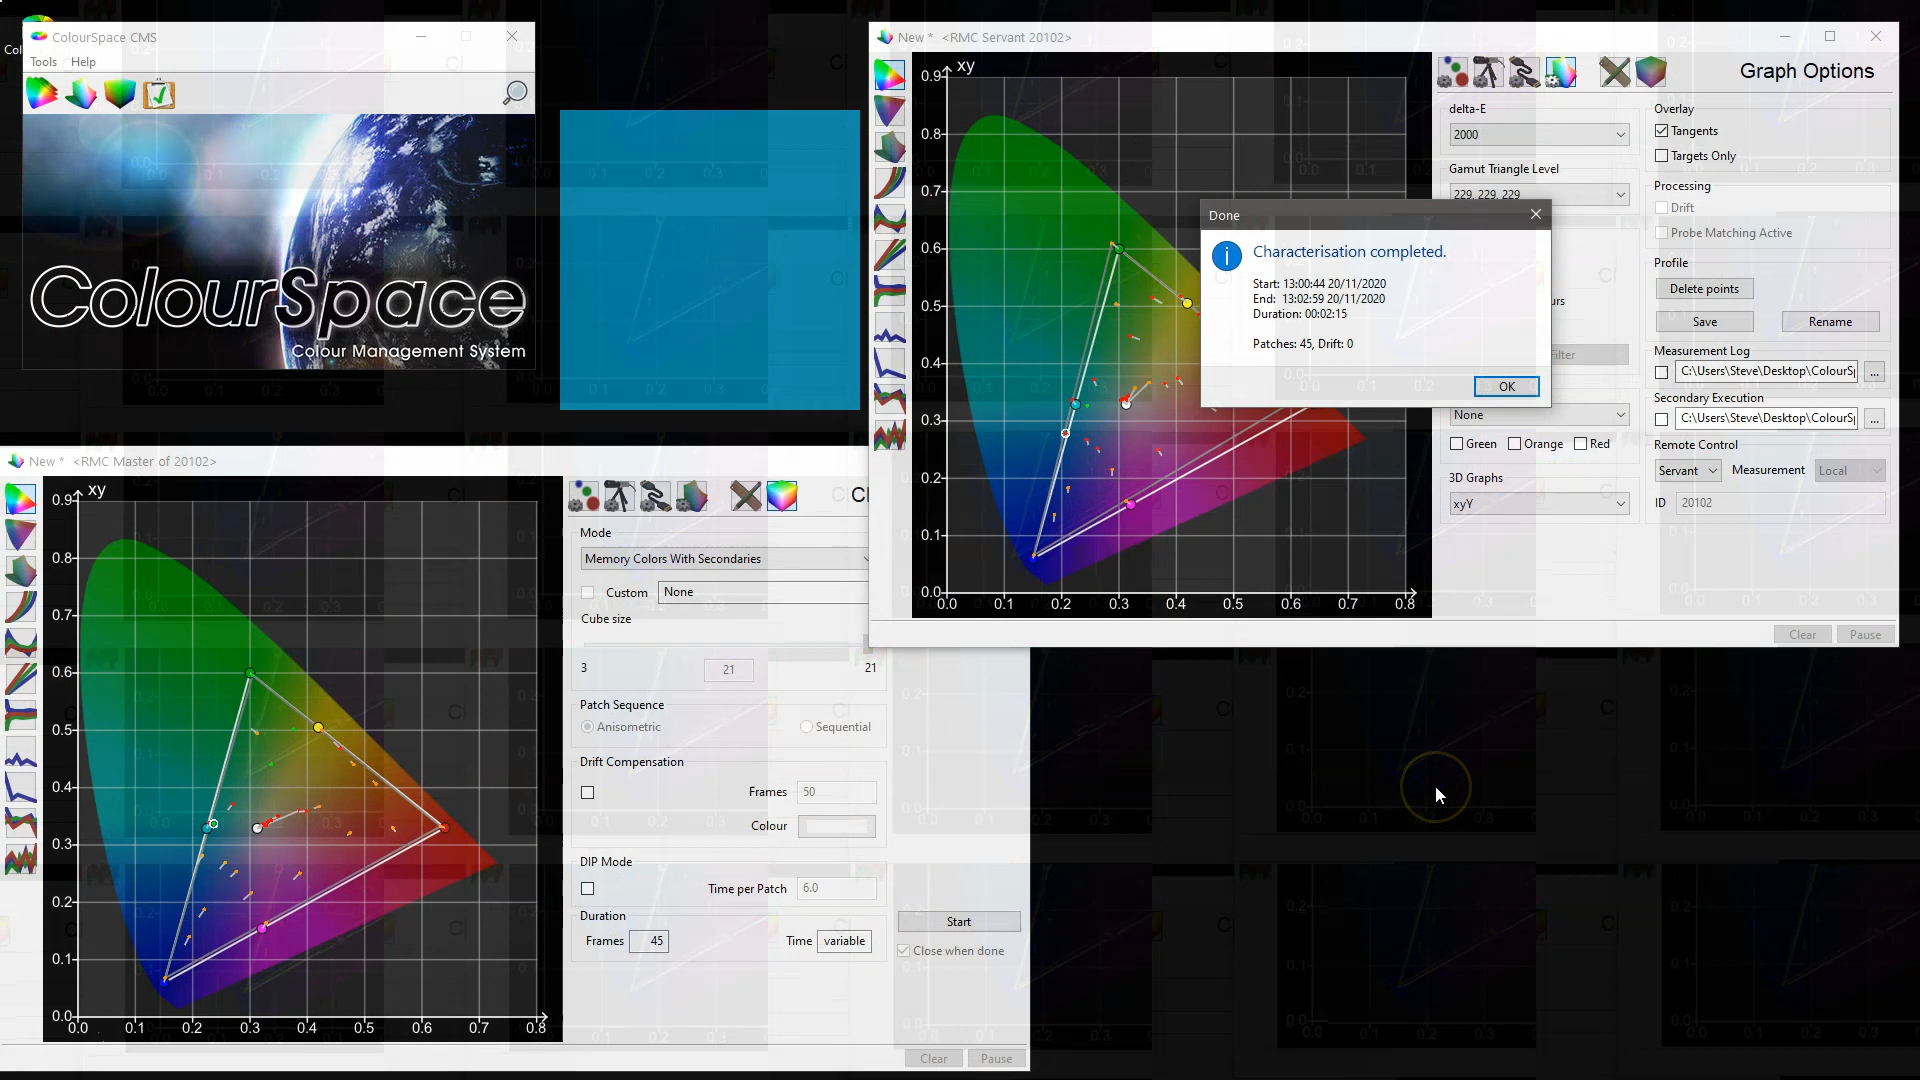 ColourSpace CMS
Tools Help
ColourSpace
Colour Management System
New * <RMC Servant 20102>
xy
0.9
0.8
0.7
0.6
0.5
0.4
0.3
0.2
0.1
0.0
0.0 0.1 0.2 0.3 0.4 0.5 0.6 0.7 0.8
Graph Options
delta-E
2000
Gamut Triangle Level
229, 229, 229
None
Green Orange Red
3D Graphs
xyY
Overlay
Tangents
Targets Only
Processing
Drift
Probe Matching Active
Profile
Delete points
Save Rename
Measurement Log
C:\Users\Steve\Desktop\ColourS
...
Secondary Execution
C:\Users\Steve\Desktop\ColourS
...
Remote Control
Servant Measurement Local
ID 20102
Clear Pause
Done
Characterisation completed.
Start: 13:00:44 20/11/2020
End: 13:02:59 20/11/2020
Duration: 00:02:15
Patches: 45, Drift: 0
OK
New * <RMC Master of 20102>
xy
0.9
0.8
0.7
0.6
0.5
0.4
0.3
0.2
0.1
0.0
0.0 0.1 0.2 0.3 0.4 0.5 0.6 0.7 0.8
Mode
Memory Colors With Secondaries
Custom None
Cube size
3 21 21
Patch Sequence
Anisometric Sequential
Drift Compensation
Frames 50
Colour
DIP Mode
Time per Patch 6.0
Duration
Frames 45 Time variable
Start
Close when done
Clear Pause